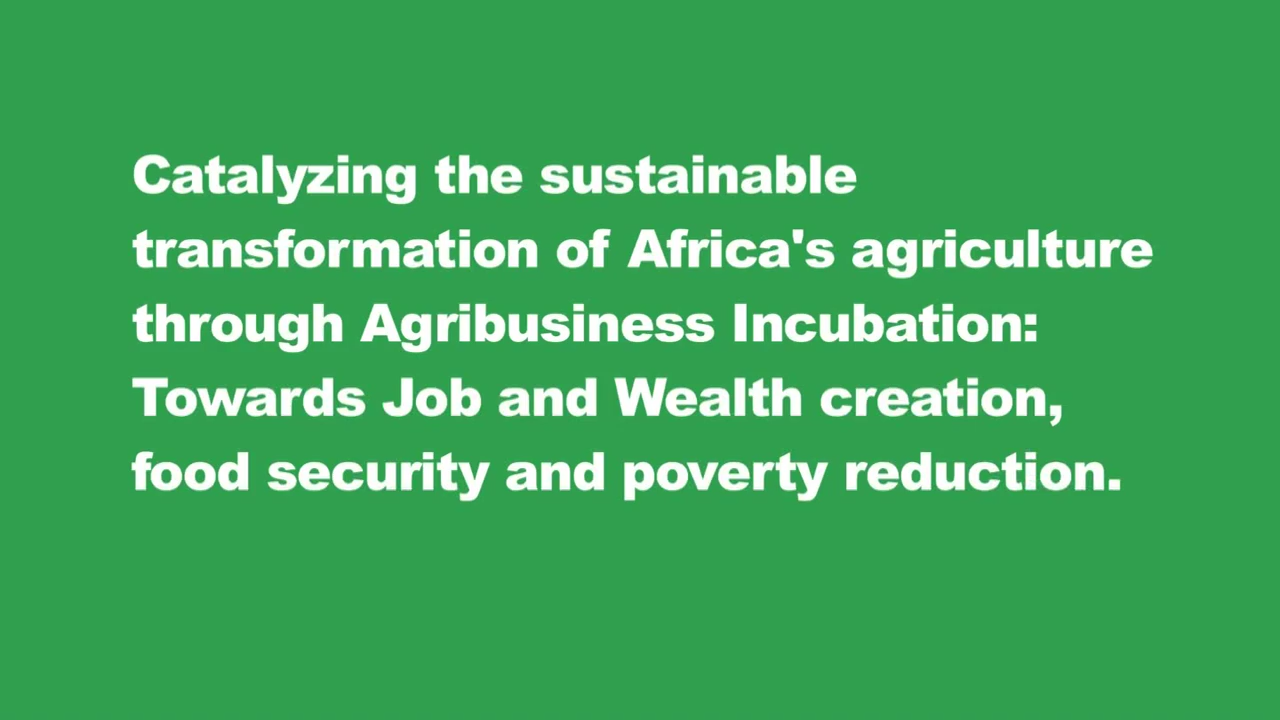 Catalyzing the sustainable
transformation of Africa's agriculture
through Agribusiness Incubation:
Towards Job and Wealth creation,
food security and poverty reduction.